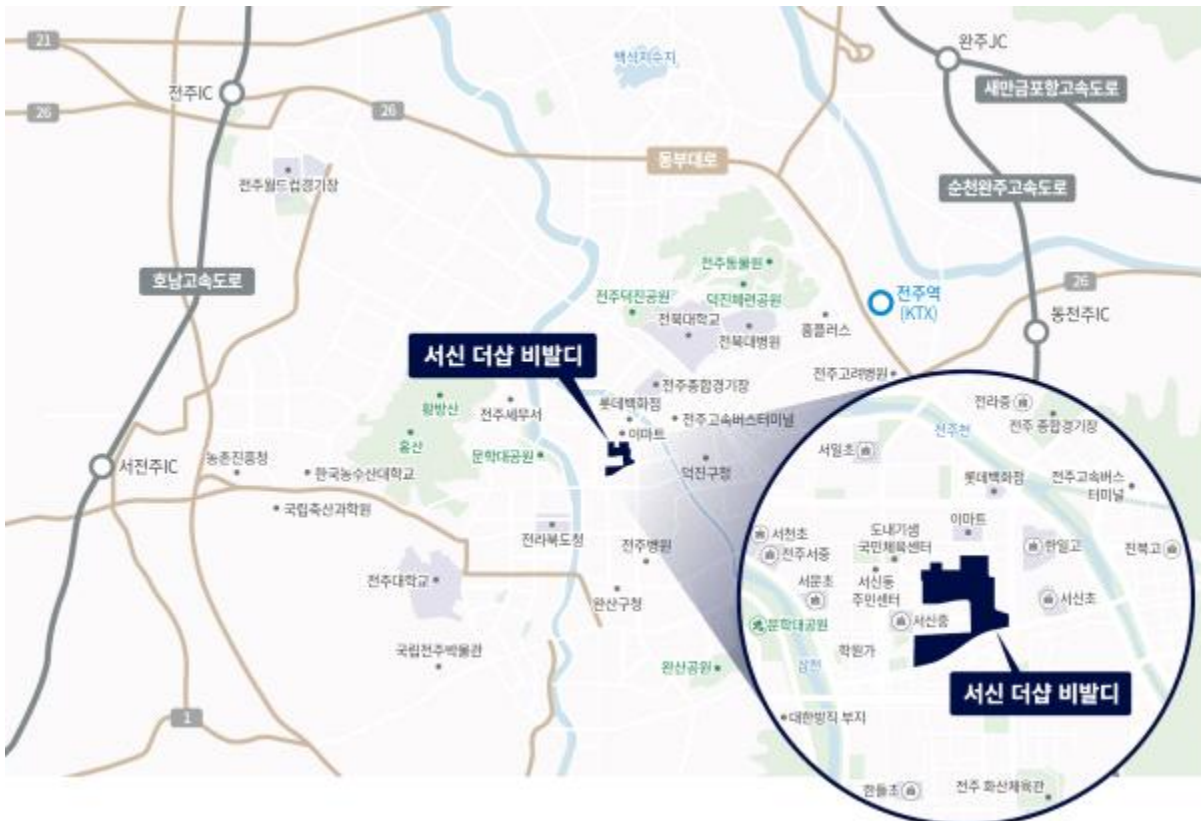 21
완주JC
백석저수지
전주IC
새만금포항고속도로
26
26
동부대로
전주월드컵경기장
순천완주고속도로
전주동물원
호남고속도로
26
전주덕진공원
덕진체련공원
전주역
(KTX)
전북대학교
동전주IC
전북대병원
홈플러스
서신 더샵 비발디
전주고려병원
전주종합경기장
황방산
전주세무서
롯데백화점
전주고속버스터미널
이마트
홍산
문학대공원
서전주IC
농촌진흥청
한국농수산대학교
덕진구청
국립축산과학원
전라북도청
전주병원
전주대학교
완산구청
국립전주박물관
완산공원
1
전라중
전주 종합경기장
전주천
서일초
롯데백화점
전주고속버스
터미널
이마트
서천초
도내기샘
국민체육센터
한일고
진북고
전주서중
서문초
서신동
주민센터
서신초
문학대공원
서신중
학원가
삼천
서신 더샵 비발디
대한방직 부지
한들초
전주 화산체육관